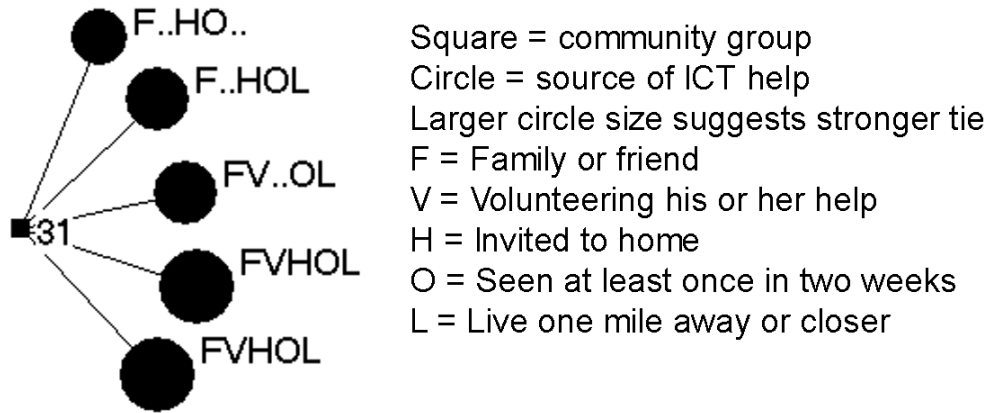 F..HO..
F..HOL
FV..OL
31
FVHOL
FVHOL
Square = community group
Circle = source of ICT help
Larger circle size suggests stronger tie
F = Family or friend
V = Volunteering his or her help
H = Invited to home
O = Seen at least once in two weeks
L = Live one mile away or closer